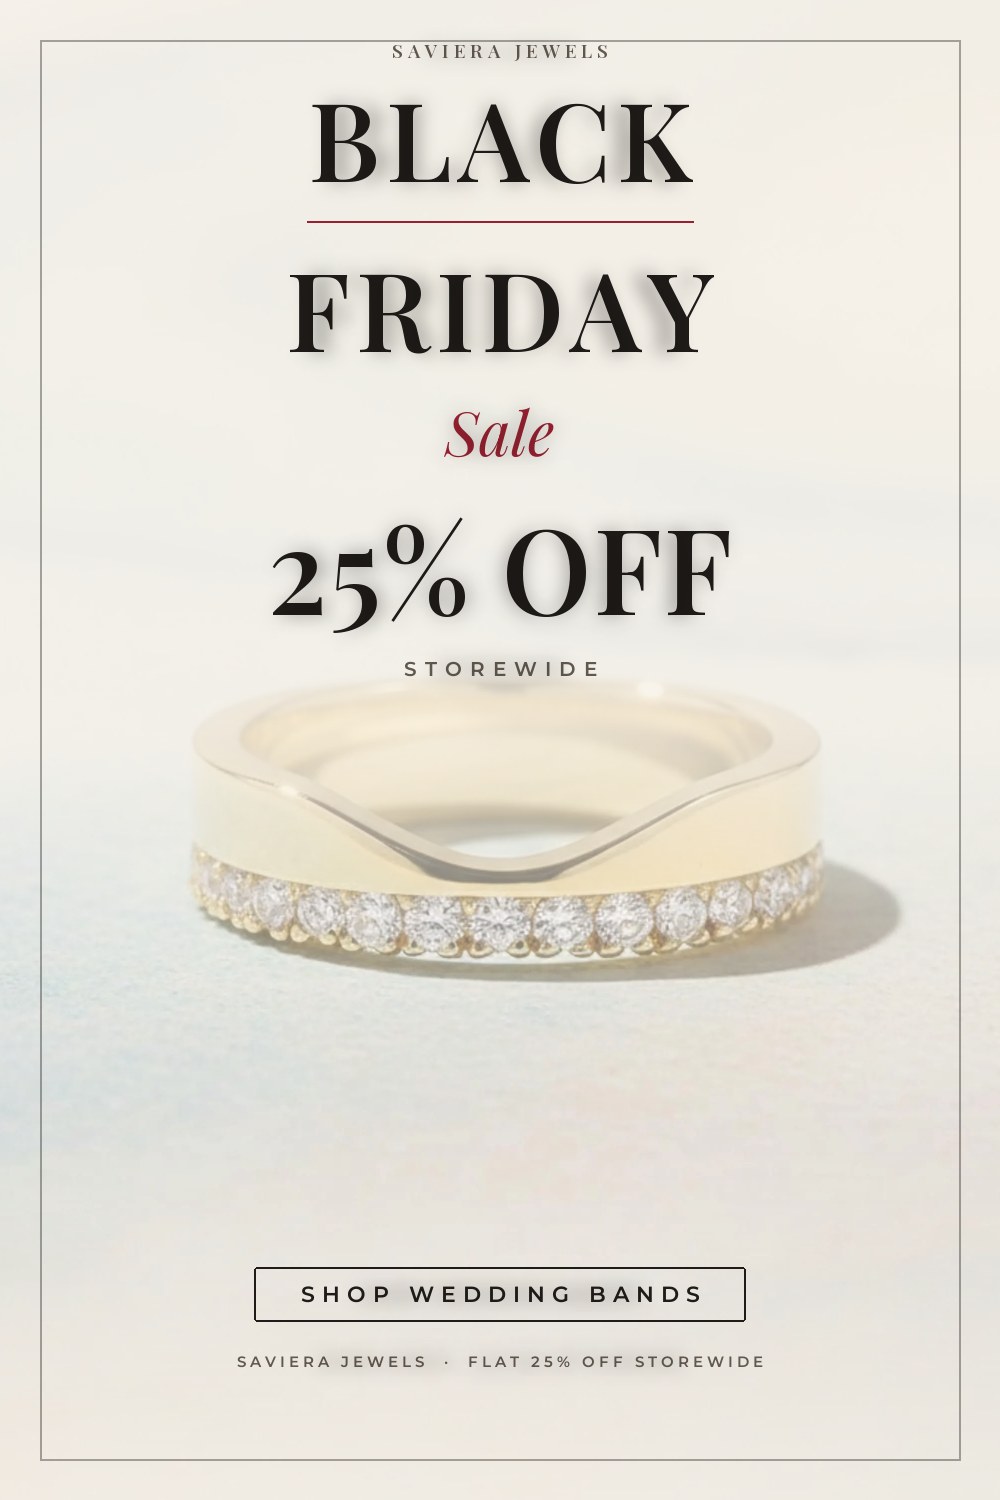 SAVIERA JEWELS
BLACK
FRIDAY
Sale
25% OFF
STOREWIDE
SHOP WEDDING BANDS
SAVIERA JEWELS · FLAT 25% OFF STOREWIDE